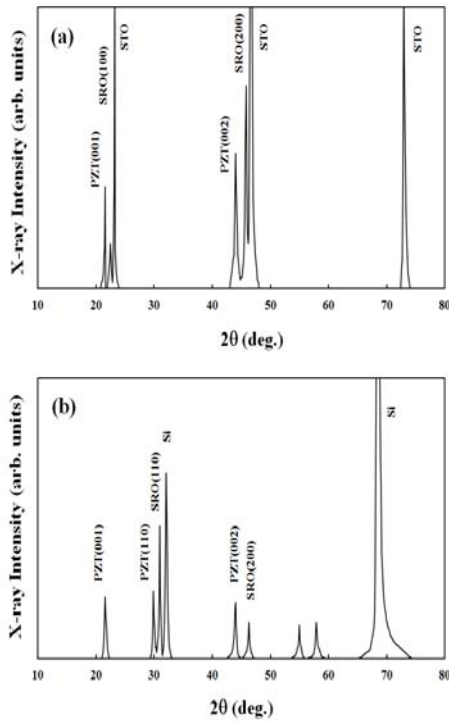 (a)
X-ray Intensity (arb. units)
PZT(001)
SRO(100)
STO
PZT(002)
SRO(200)
STO
STO
10 20 30 40 50 60 70 80
2θ (deg.)
(b)
X-ray Intensity (arb. units)
PZT(001)
PZT(110)
SRO(110)
Si
PZT(002)
SRO(200)
Si
10 20 30 40 50 60 70 80
2θ (deg.)